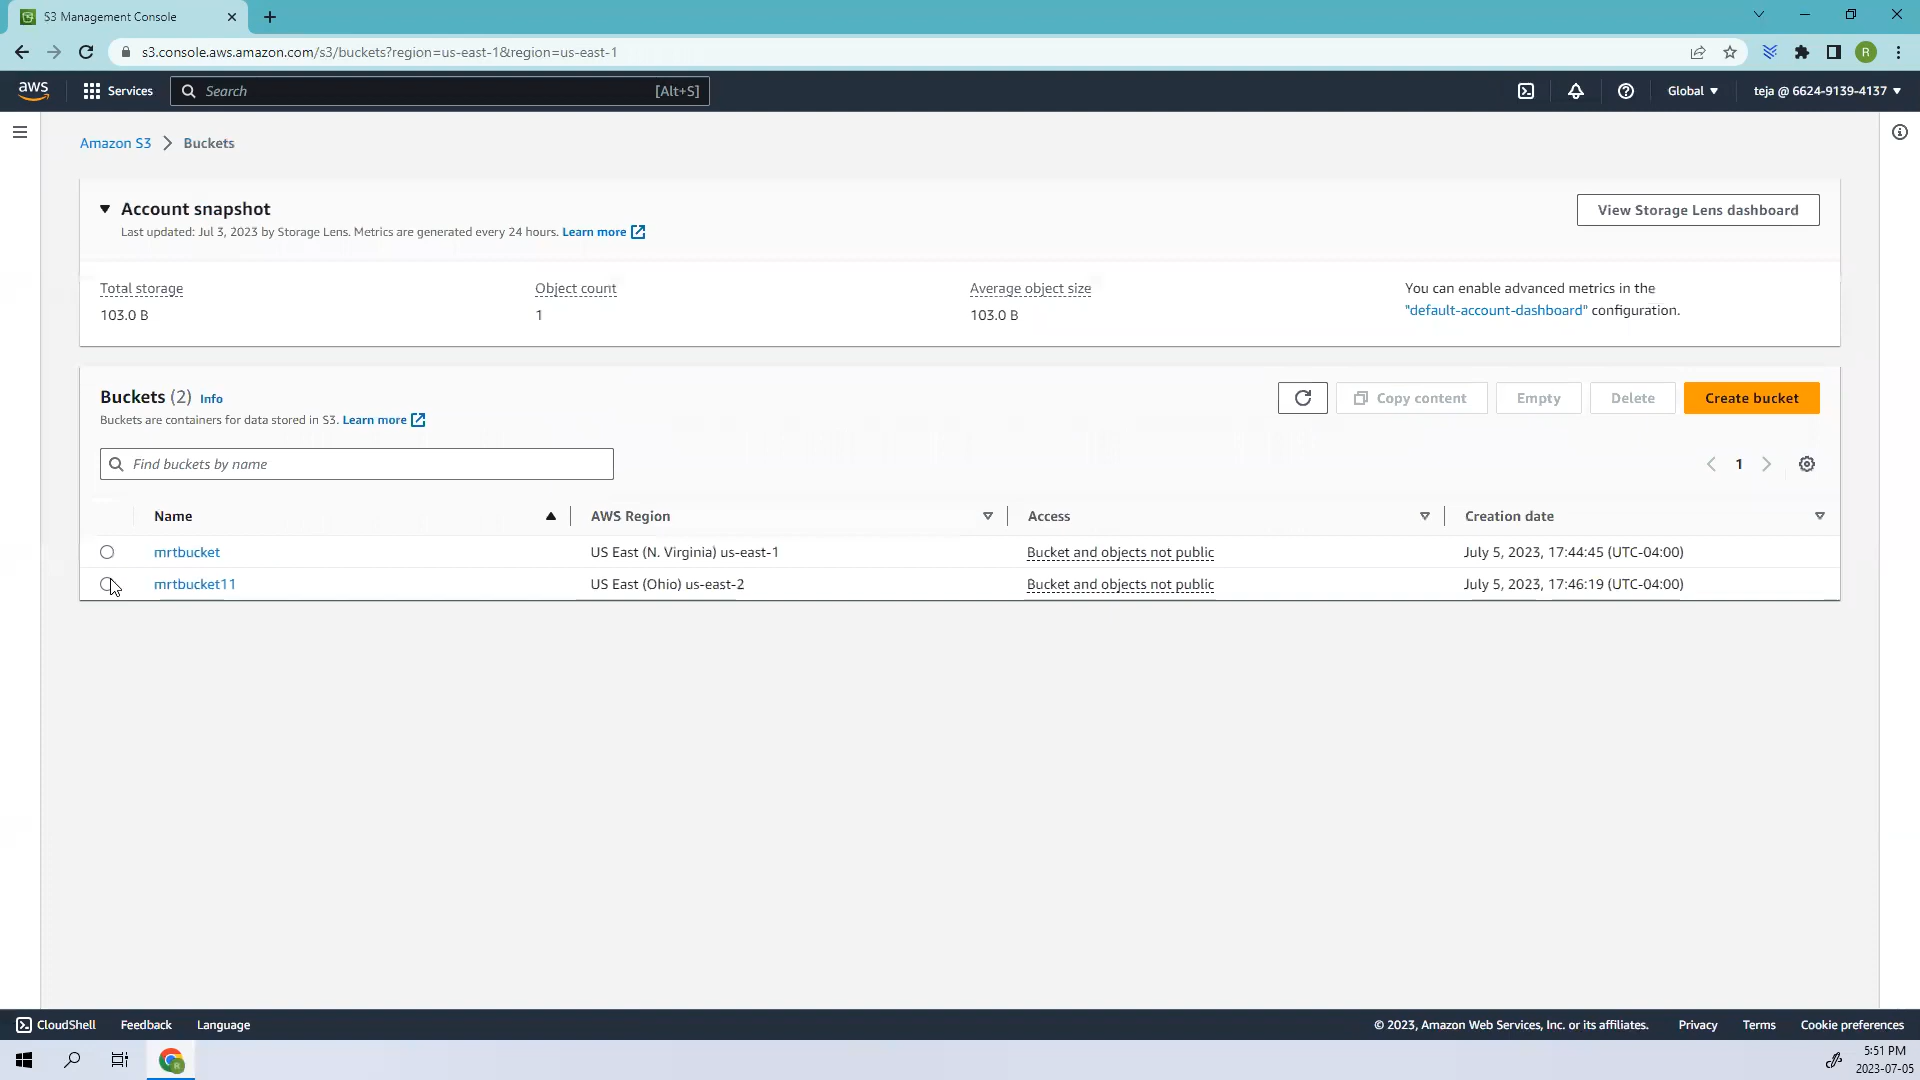 S3 Management Console
s3.console.aws.amazon.com/s3/buckets?region=us-east-1&region=us-east-1
R
aws
Services
Search
[Alt+S]
Global
teja @ 6624-9139-4137
Amazon S3
Buckets
Account snapshot
Last updated: Jul 3, 2023 by Storage Lens. Metrics are generated every 24 hours. Learn more
View Storage Lens dashboard
Total storage
103.0 B
Object count
1
Average object size
103.0 B
You can enable advanced metrics in the
"default-account-dashboard" configuration.
Buckets (2) Info
Buckets are containers for data stored in S3. Learn more
Copy content
Empty
Delete
Create bucket
Find buckets by name
1
Name AWS Region Access Creation date
mrtbucket US East (N. Virginia) us-east-1 Bucket and objects not public July 5, 2023, 17:44:45 (UTC-04:00)
mrtbucket11 US East (Ohio) us-east-2 Bucket and objects not public July 5, 2023, 17:46:19 (UTC-04:00)
CloudShell Feedback Language
© 2023, Amazon Web Services, Inc. or its affiliates. Privacy Terms Cookie preferences
R
5:51 PM
2023-07-05